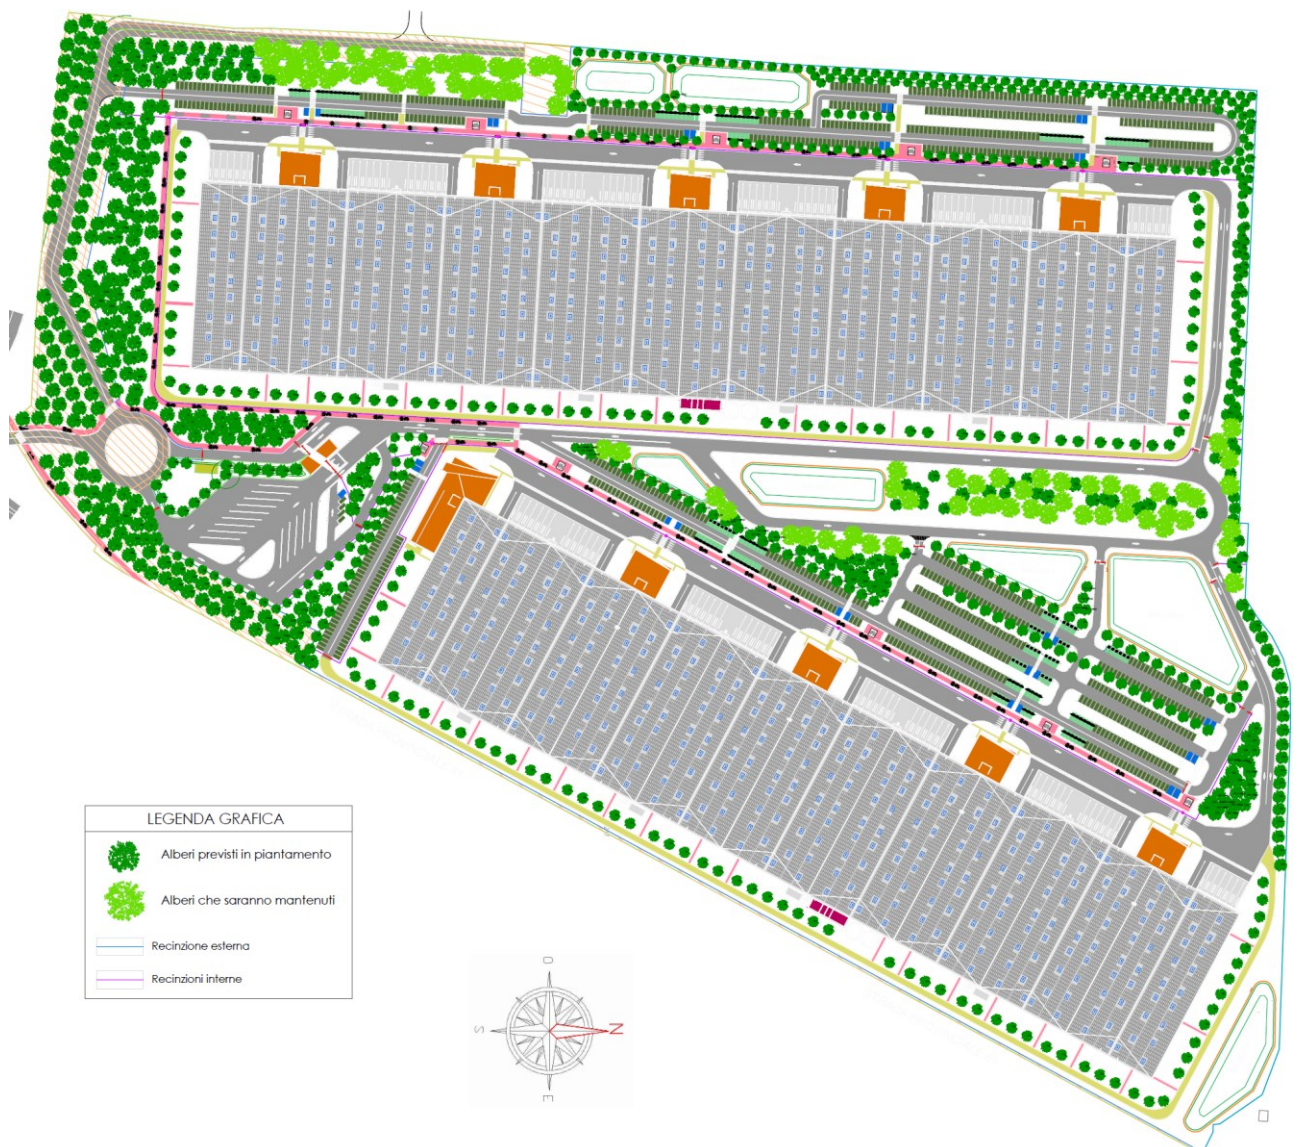 LEGENDA GRAFICA
Alberi previsti in piantamento
Alberi che saranno mantenuti
Recinzione esterna
Recinzioni interne
O
S
N
E